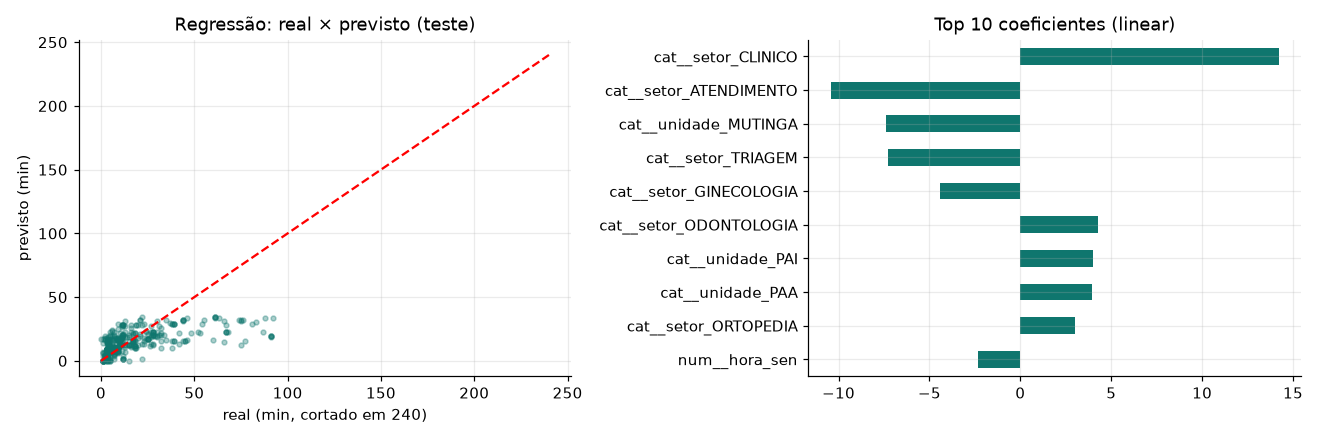 Regressão: real × previsto (teste)
250
200
150
100
50
0
previsto (min)
0 50 100 150 200 250
real (min, cortado em 240)
Top 10 coeficientes (linear)
cat__setor_CLINICO
cat__setor_ATENDIMENTO
cat__unidade_MUTINGA
cat__setor_TRIAGEM
cat__setor_GINECOLOGIA
cat__setor_ODONTOLOGIA
cat__unidade_PAI
cat__unidade_PAA
cat__setor_ORTOPEDIA
num__hora_sen
−10 −5 0 5 10 15